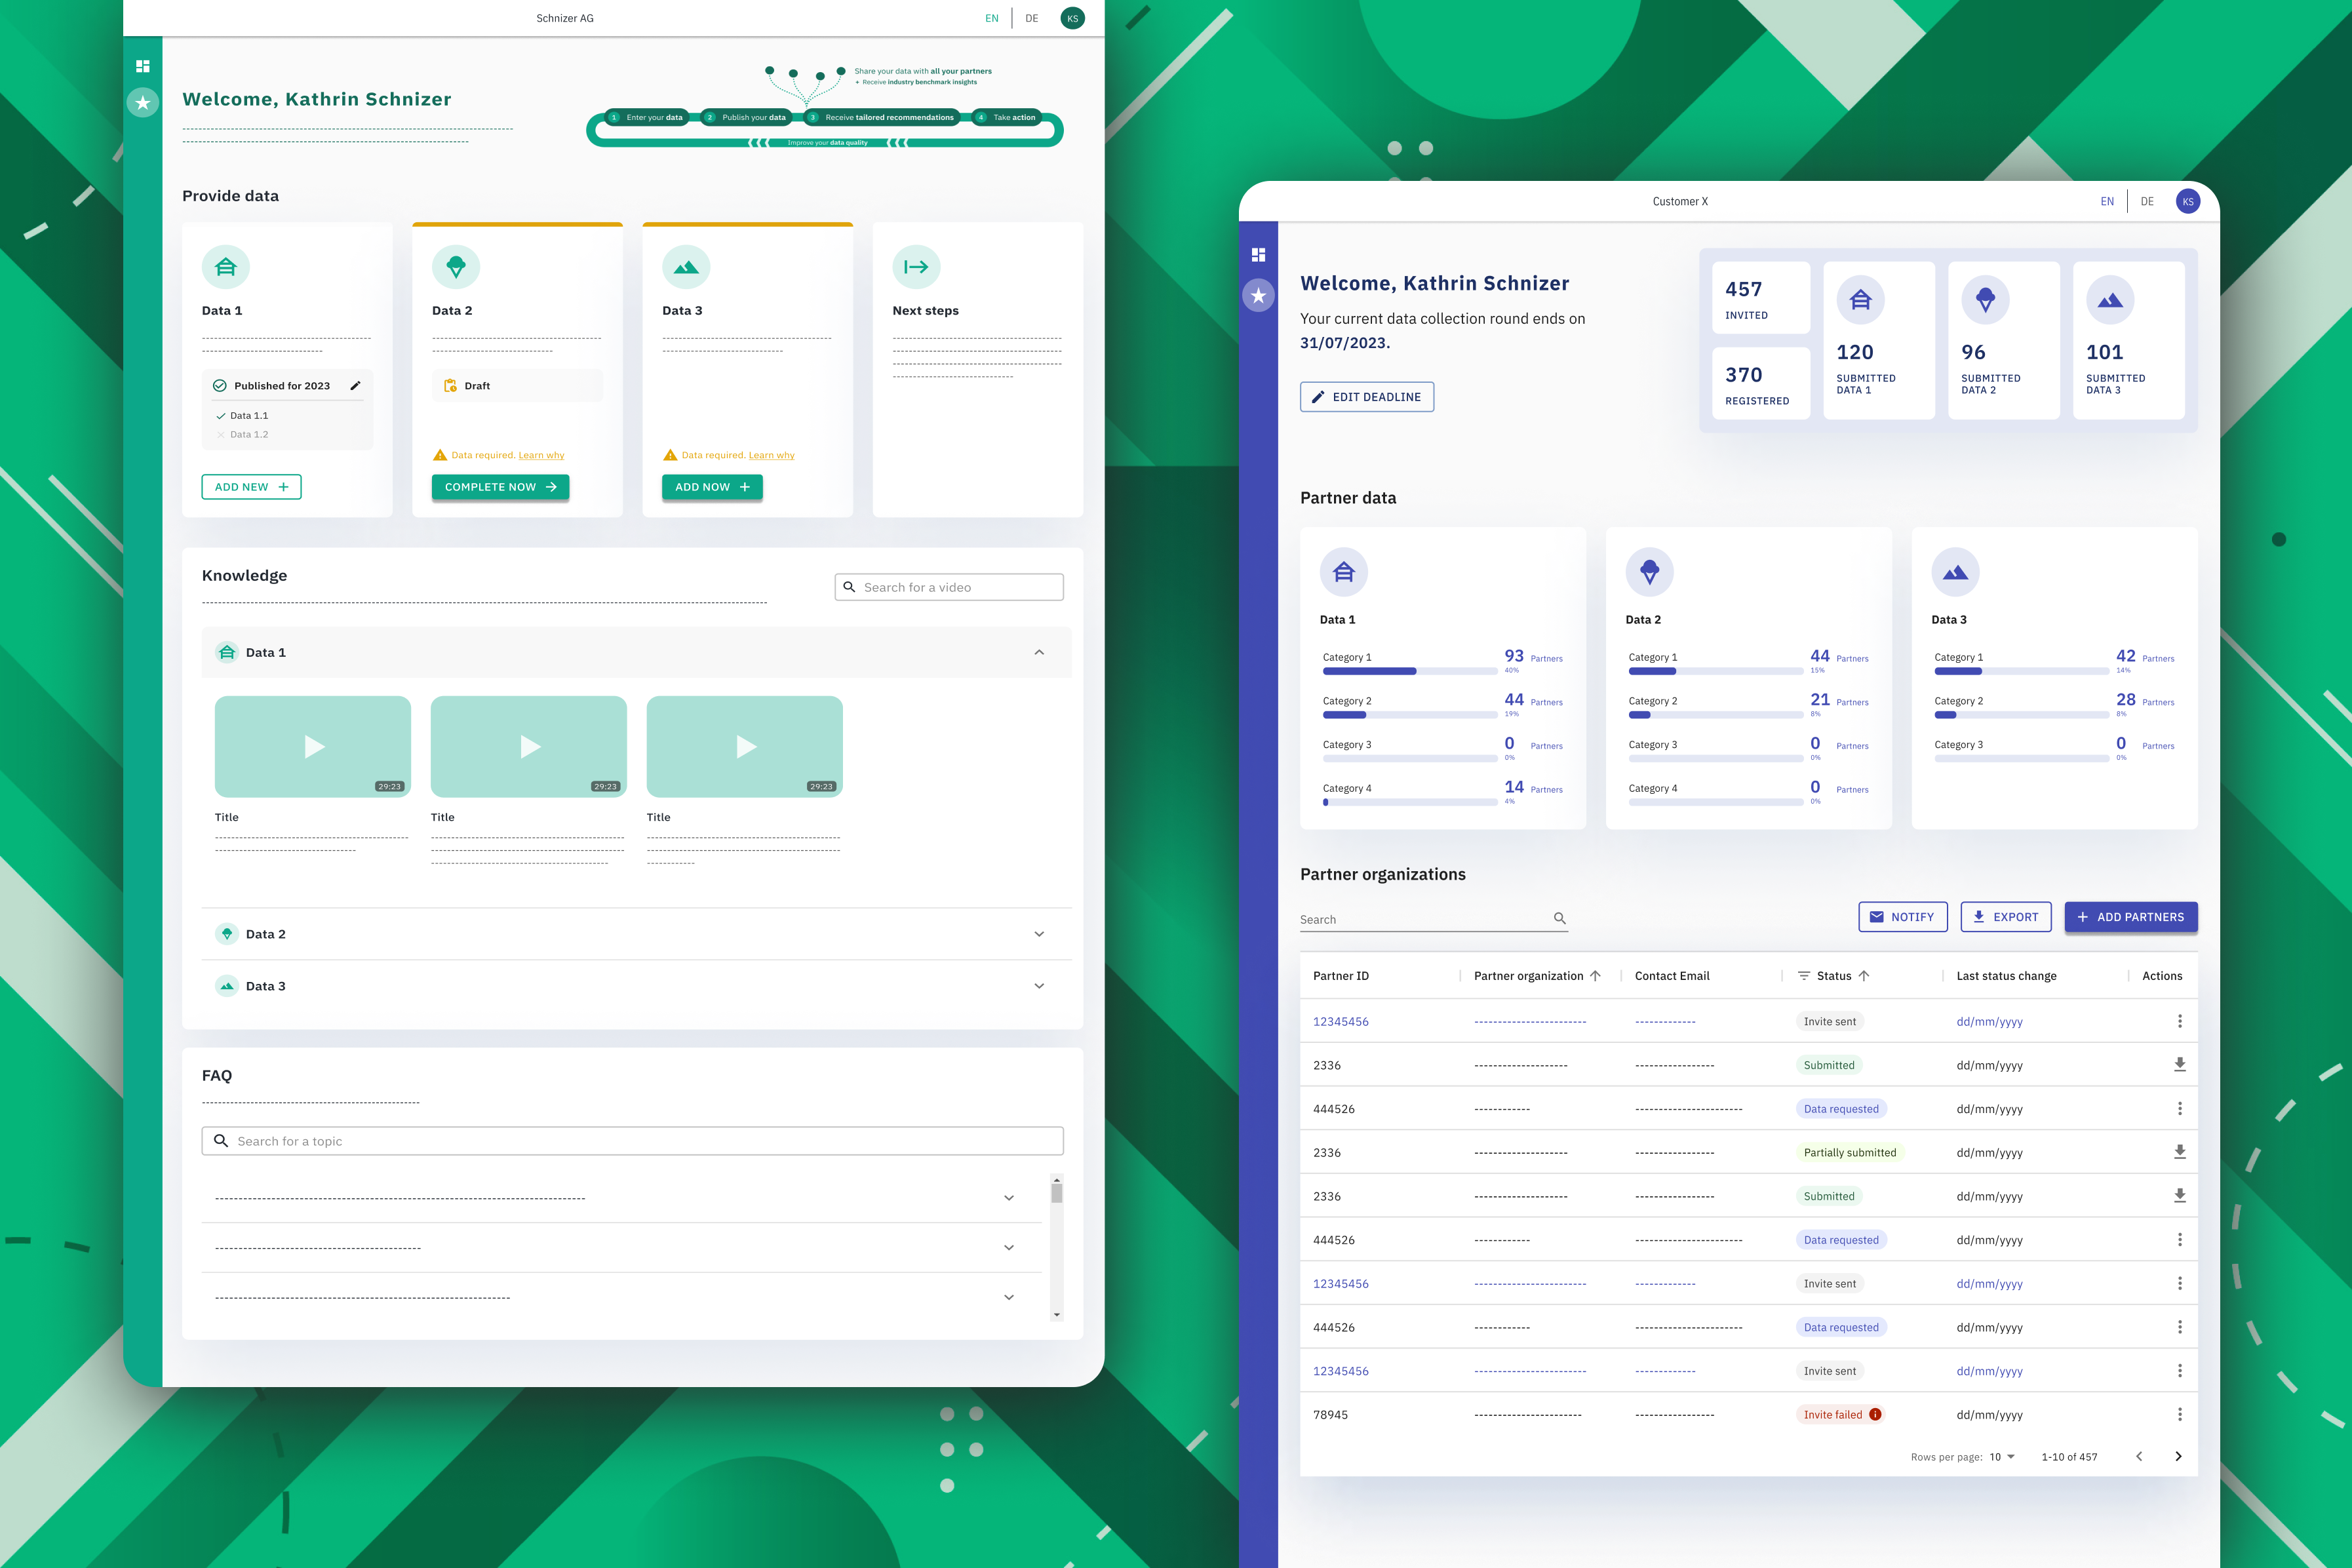 Schnizer AG
EN
DE
KS
Share your data with all your partners
+ Receive industry benchmark insights
Welcome, Kathrin Schnizer
1 Enter your data
2 Publish your data
3 Receive tailored recommendations
4 Take action
Improve your data quality
Provide data
Data 1
Published for 2023
Data 1.1
Data 1.2
ADD NEW
Data 2
Draft
Data required. Learn why
COMPLETE NOW
Data 3
Data required. Learn why
ADD NOW
Next steps
Knowledge
Search for a video
Data 1
29:23
29:23
29:23
Title
Title
Title
Data 2
Data 3
FAQ
Search for a topic
Customer X
EN
DE
KS
Welcome, Kathrin Schnizer
Your current data collection round ends on
31/07/2023.
EDIT DEADLINE
457
INVITED
370
REGISTERED
120
SUBMITTED
DATA 1
96
SUBMITTED
DATA 2
101
SUBMITTED
DATA 3
Partner data
Data 1
Category 1 93 Partners
40%
Category 2 44 Partners
19%
Category 3 0 Partners
0%
Category 4 14 Partners
4%
Data 2
Category 1 44 Partners
15%
Category 2 21 Partners
8%
Category 3 0 Partners
0%
Category 4 0 Partners
0%
Data 3
Category 1 42 Partners
14%
Category 2 28 Partners
8%
Category 3 0 Partners
0%
Partner organizations
Search
NOTIFY
EXPORT
ADD PARTNERS
Partner ID Partner organization Contact Email Status Last status change Actions
12345456 Invite sent dd/mm/yyyy
2336 Submitted dd/mm/yyyy
444526 Data requested dd/mm/yyyy
2336 Partially submitted dd/mm/yyyy
2336 Submitted dd/mm/yyyy
444526 Data requested dd/mm/yyyy
12345456 Invite sent dd/mm/yyyy
444526 Data requested dd/mm/yyyy
12345456 Invite sent dd/mm/yyyy
78945 Invite failed dd/mm/yyyy
Rows per page: 10 1-10 of 457